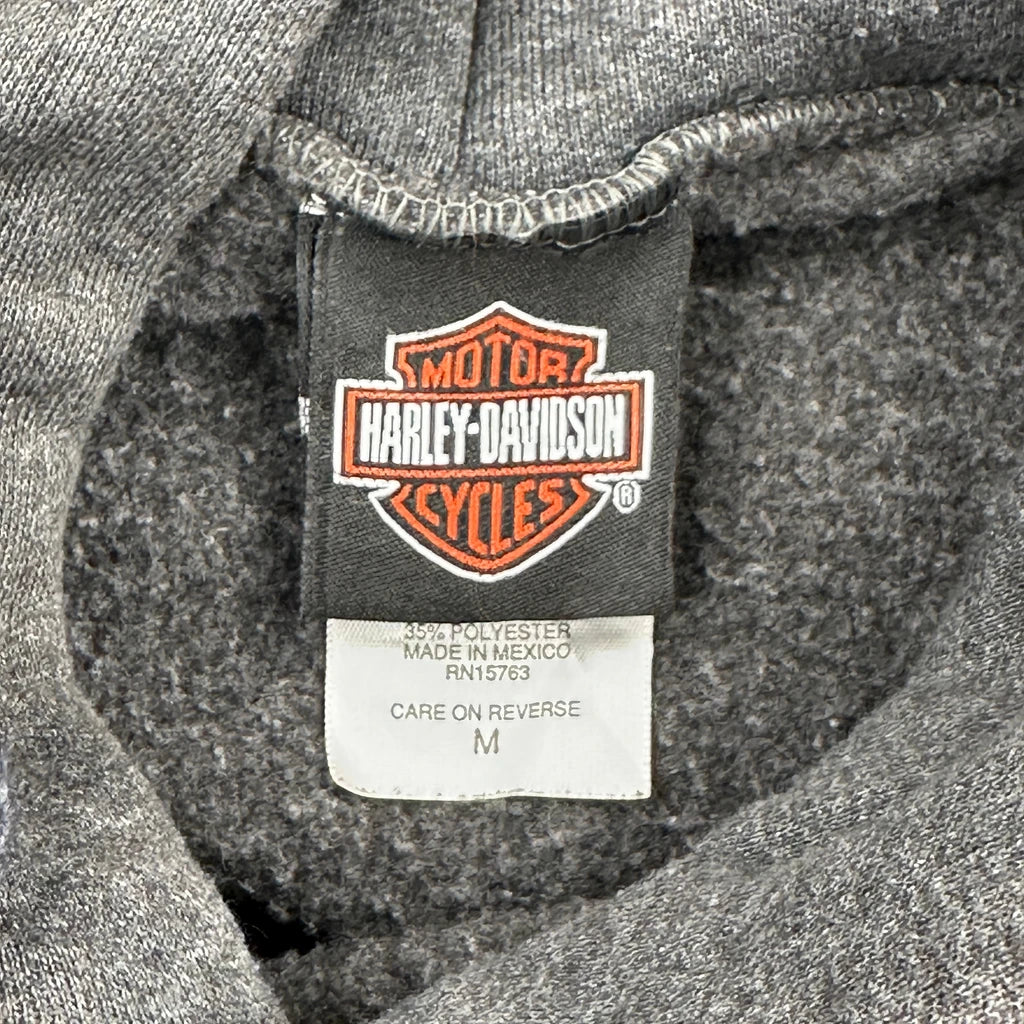 MOTOR
HARLEY-DAVIDSON
CYCLES
®
35% POLYESTER
MADE IN MEXICO
RN15763
CARE ON REVERSE
M